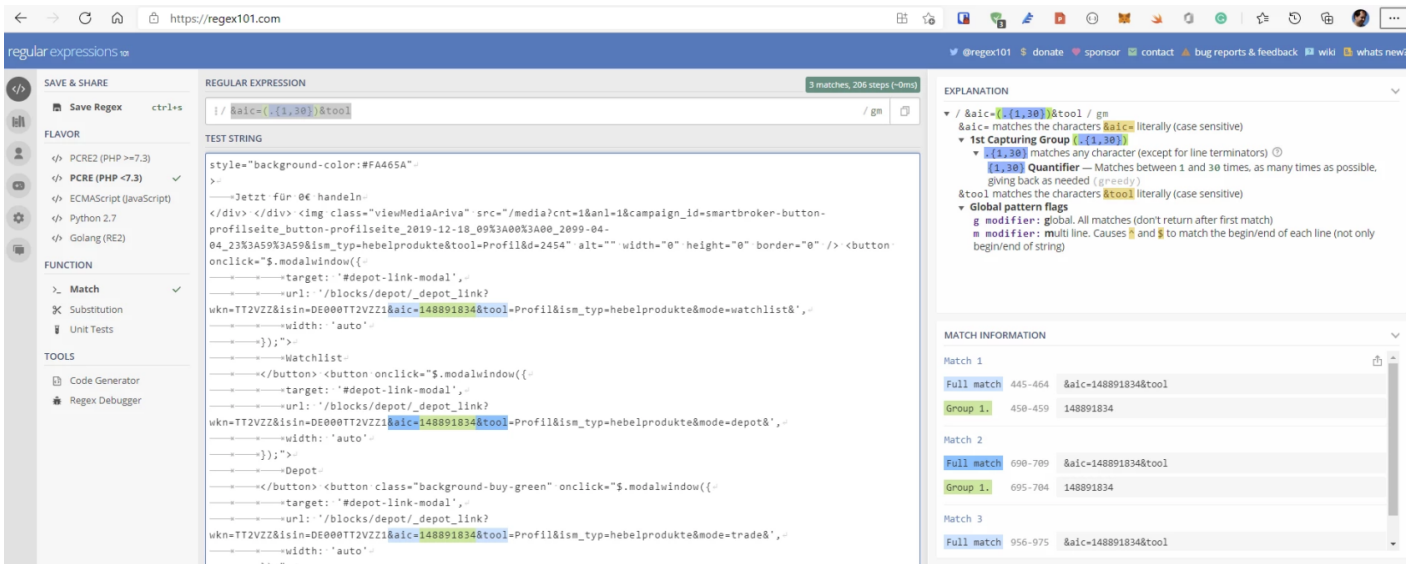 https://regex101.com
regular expressions 101
@regex101 $ donate sponsor contact bug reports & feedback wiki whats new?
SAVE & SHARE
Save Regex ctrl+s
FLAVOR
</> PCRE2 (PHP >=7.3)
</> PCRE (PHP <7.3)
</> ECMAScript (JavaScript)
</> Python 2.7
</> Golang (RE2)
FUNCTION
>_ Match
Substitution
Unit Tests
TOOLS
Code Generator
Regex Debugger
REGULAR EXPRESSION
3 matches, 206 steps (~0ms)
/ &aic=(.{1,30})&tool / gm
TEST STRING
style="background-color:#FA465A"
>
Jetzt für 0€ handeln
</div> </div> <img class="viewMediaAriva" src="/media?cnt=1&anl=1&campaign_id=smartbroker-button-
profilseite_button-profilseite_2019-12-18_09%3A00%3A00_2099-04-
04_23%3A59%3A59&ism_typ=hebelprodukte&tool=Profil&d=2454" alt="" width="0" height="0" border="0" /> <button
onclick="$.modalwindow({
target: '#depot-link-modal',
url: '/blocks/depot/_depot_link?
wkn=TT2VZZ&isin=DE000TT2VZZ1&aic=148891834&tool=Profil&ism_typ=hebelprodukte&mode=watchlist&',
width: 'auto'
});">
Watchlist
</button> <button onclick="$.modalwindow({
target: '#depot-link-modal',
url: '/blocks/depot/_depot_link?
wkn=TT2VZZ&isin=DE000TT2VZZ1&aic=148891834&tool=Profil&ism_typ=hebelprodukte&mode=depot&',
width: 'auto'
});">
Depot
</button> <button class="background-buy-green" onclick="$.modalwindow({
target: '#depot-link-modal',
url: '/blocks/depot/_depot_link?
wkn=TT2VZZ&isin=DE000TT2VZZ1&aic=148891834&tool=Profil&ism_typ=hebelprodukte&mode=trade&',
width: 'auto'
EXPLANATION
/ &aic=(.{1,30})&tool / gm
&aic= matches the characters &aic= literally (case sensitive)
1st Capturing Group (.{1,30})
.{1,30} matches any character (except for line terminators)
{1,30} Quantifier — Matches between 1 and 30 times, as many times as possible,
giving back as needed (greedy)
&tool matches the characters &tool literally (case sensitive)
Global pattern flags
g modifier: global. All matches (don't return after first match)
m modifier: multi line. Causes ^ and $ to match the begin/end of each line (not only
begin/end of string)
MATCH INFORMATION
Match 1
Full match 445-464 &aic=148891834&tool
Group 1. 450-459 148891834
Match 2
Full match 690-709 &aic=148891834&tool
Group 1. 695-704 148891834
Match 3
Full match 956-975 &aic=148891834&tool